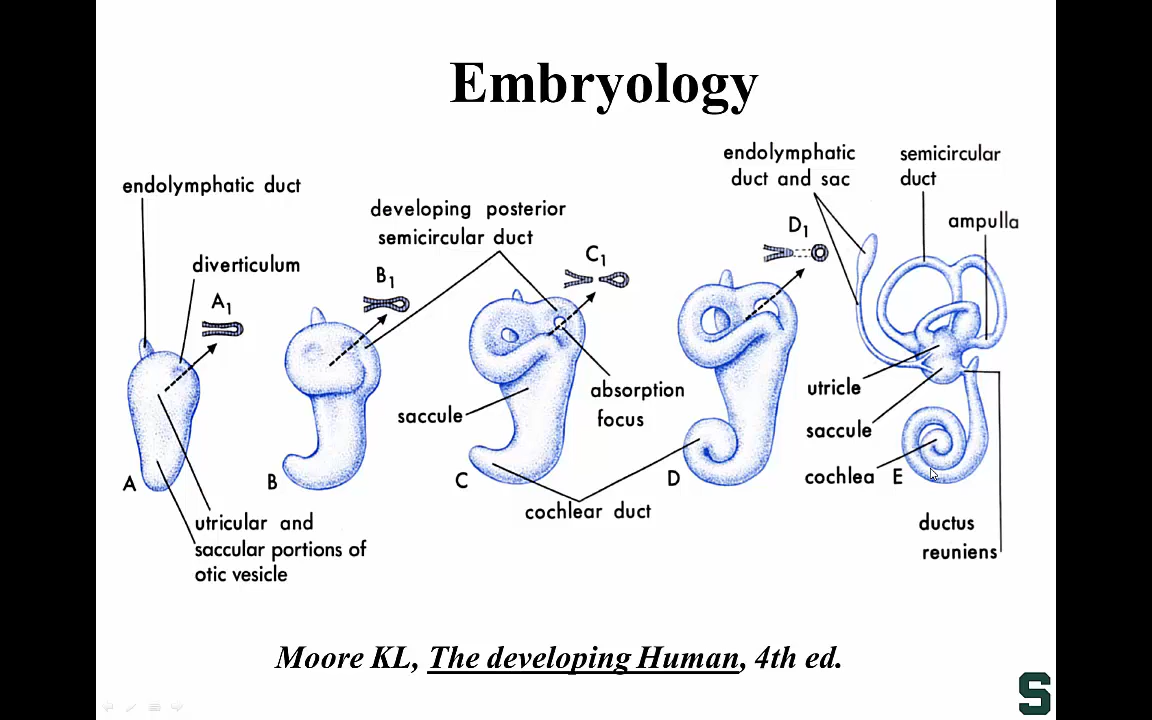 Embryology
endolymphatic duct
diverticulum
A1
A
utricular and
saccular portions of
otic vesicle
developing posterior
semicircular duct
B1
B
C1
saccule
absorption
focus
C
cochlear duct
D1
D
endolymphatic
duct and sac
semicircular
duct
ampulla
utricle
saccule
cochlea
E
ductus
reuniens
Moore KL, The developing Human, 4th ed.
S